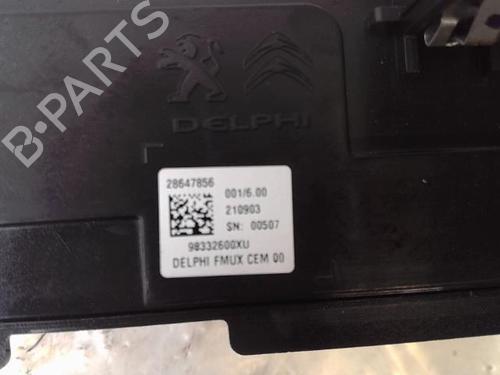 B-PARTS
DELPHI
28647856
001/6.00
210903
SN: 00507
98332600XU
DELPHI FMUX CEM 00